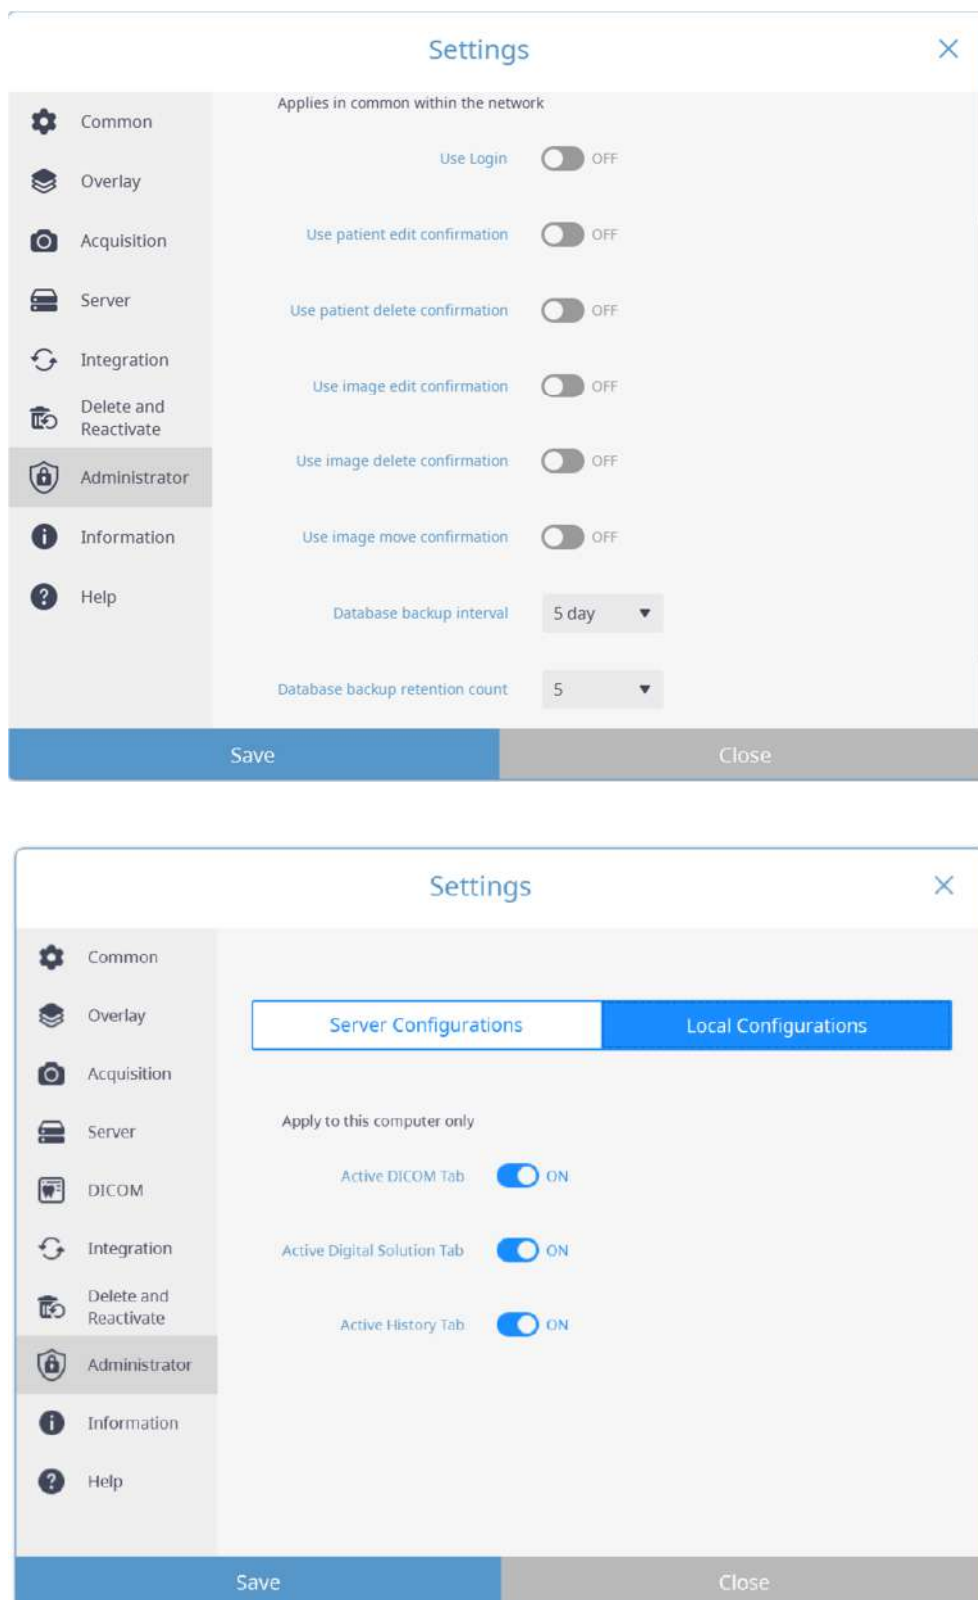 Settings
Common
Overlay
Acquisition
Server
Integration
Delete and
Reactivate
Administrator
Information
Help
Applies in common within the network
Use Login OFF
Use patient edit confirmation OFF
Use patient delete confirmation OFF
Use image edit confirmation OFF
Use image delete confirmation OFF
Use image move confirmation OFF
Database backup interval 5 day
Database backup retention count 5
Save Close
Settings
Common
Overlay
Acquisition
Server
DICOM
Integration
Delete and
Reactivate
Administrator
Information
Help
Server Configurations Local Configurations
Apply to this computer only
Active DICOM Tab ON
Active Digital Solution Tab ON
Active History Tab ON
Save Close